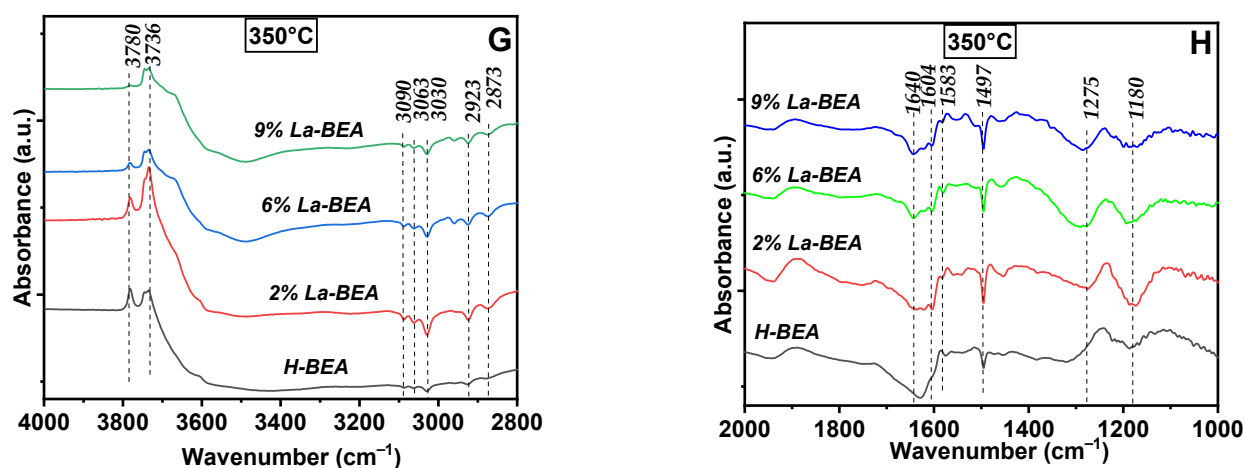 350°C
G
3780
3736
3090
3063
3030
2923
2873
9% La-BEA
6% La-BEA
2% La-BEA
H-BEA
Absorbance (a.u.)
4000 3800 3600 3400 3200 3000 2800
Wavenumber (cm⁻¹)
350°C
H
1640
1604
1583
1497
1275
1180
9% La-BEA
6% La-BEA
2% La-BEA
H-BEA
Absorbance (a.u.)
2000 1800 1600 1400 1200 1000
Wavenumber (cm⁻¹)